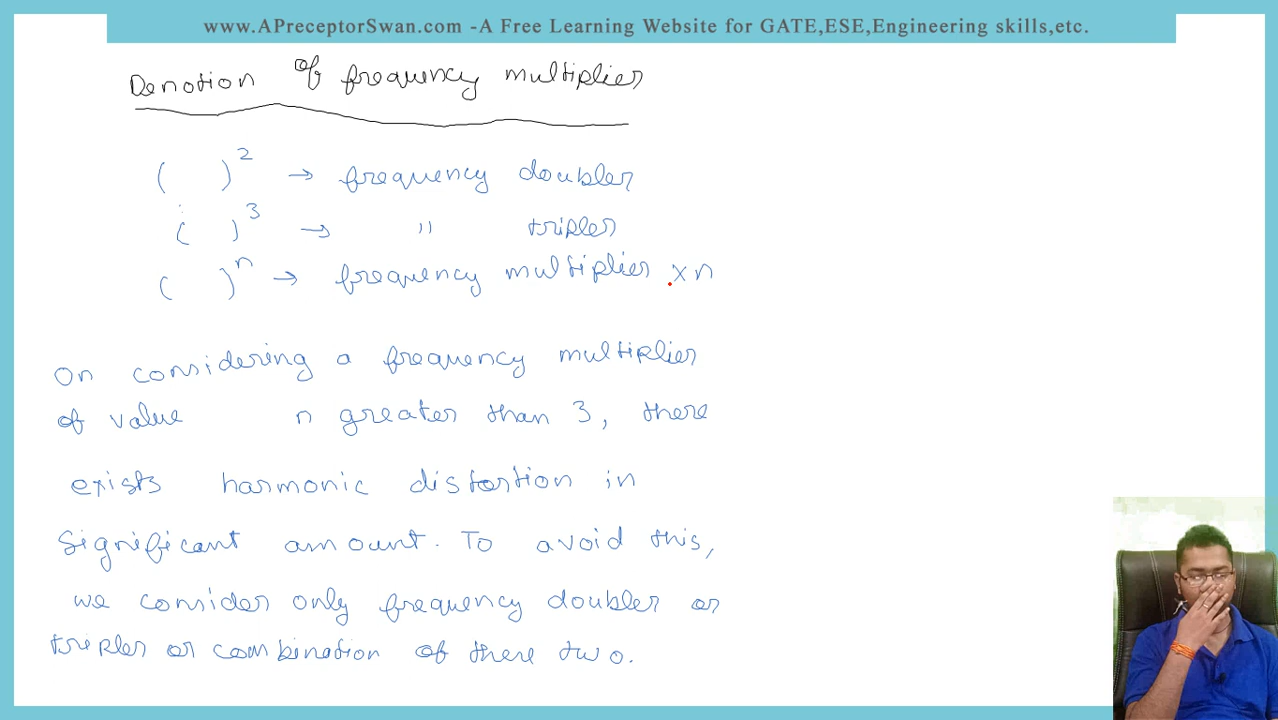 www.APreceptorSwan.com -A Free Learning Website for GATE,ESE,Engineering skills,etc.
Denotion of frequency multiplier
( )² → frequency doubler
( )³ → " tripler
( )ⁿ → frequency multiplier × n
On considering a frequency multiplier
of value n greater than 3, there
exists harmonic distortion in
significant amount. To avoid this,
we consider only frequency doubler or
tripler or combination of there two.